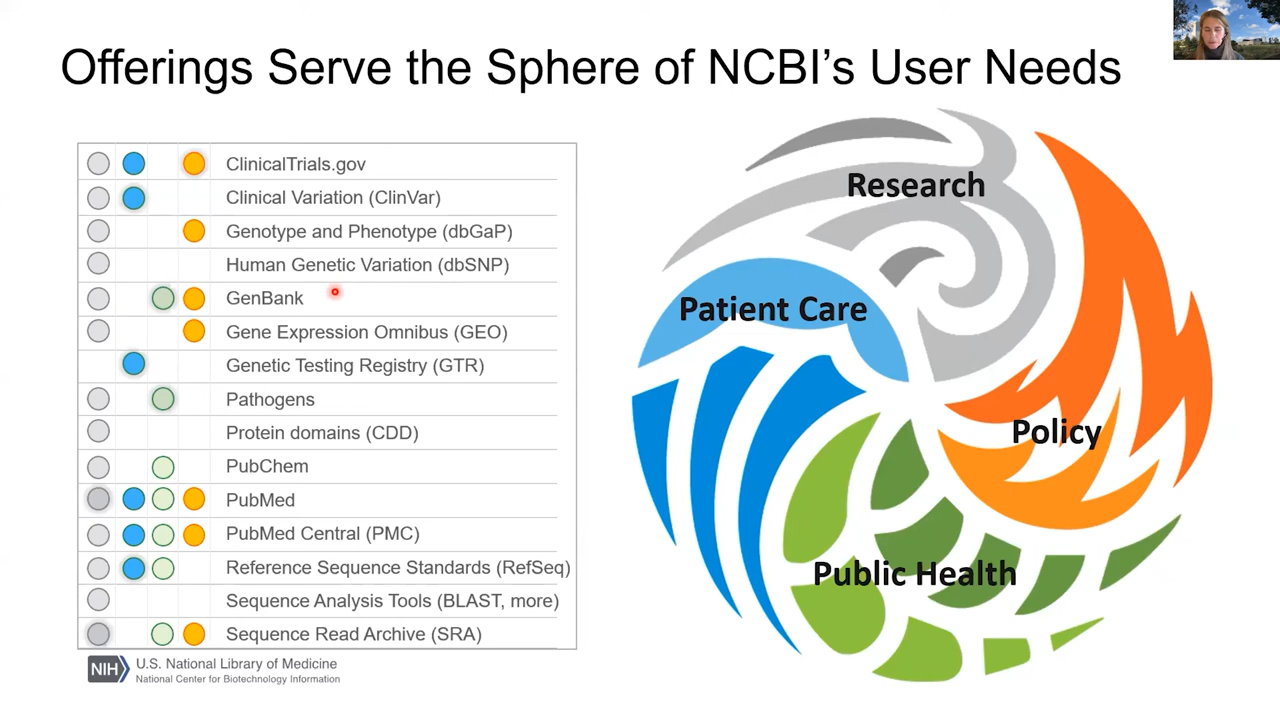 Offerings Serve the Sphere of NCBI's User Needs
ClinicalTrials.gov
Clinical Variation (ClinVar)
Genotype and Phenotype (dbGaP)
Human Genetic Variation (dbSNP)
GenBank
Gene Expression Omnibus (GEO)
Genetic Testing Registry (GTR)
Pathogens
Protein domains (CDD)
PubChem
PubMed
PubMed Central (PMC)
Reference Sequence Standards (RefSeq)
Sequence Analysis Tools (BLAST, more)
Sequence Read Archive (SRA)
NIH
U.S. National Library of Medicine
National Center for Biotechnology Information
Research
Patient Care
Policy
Public Health